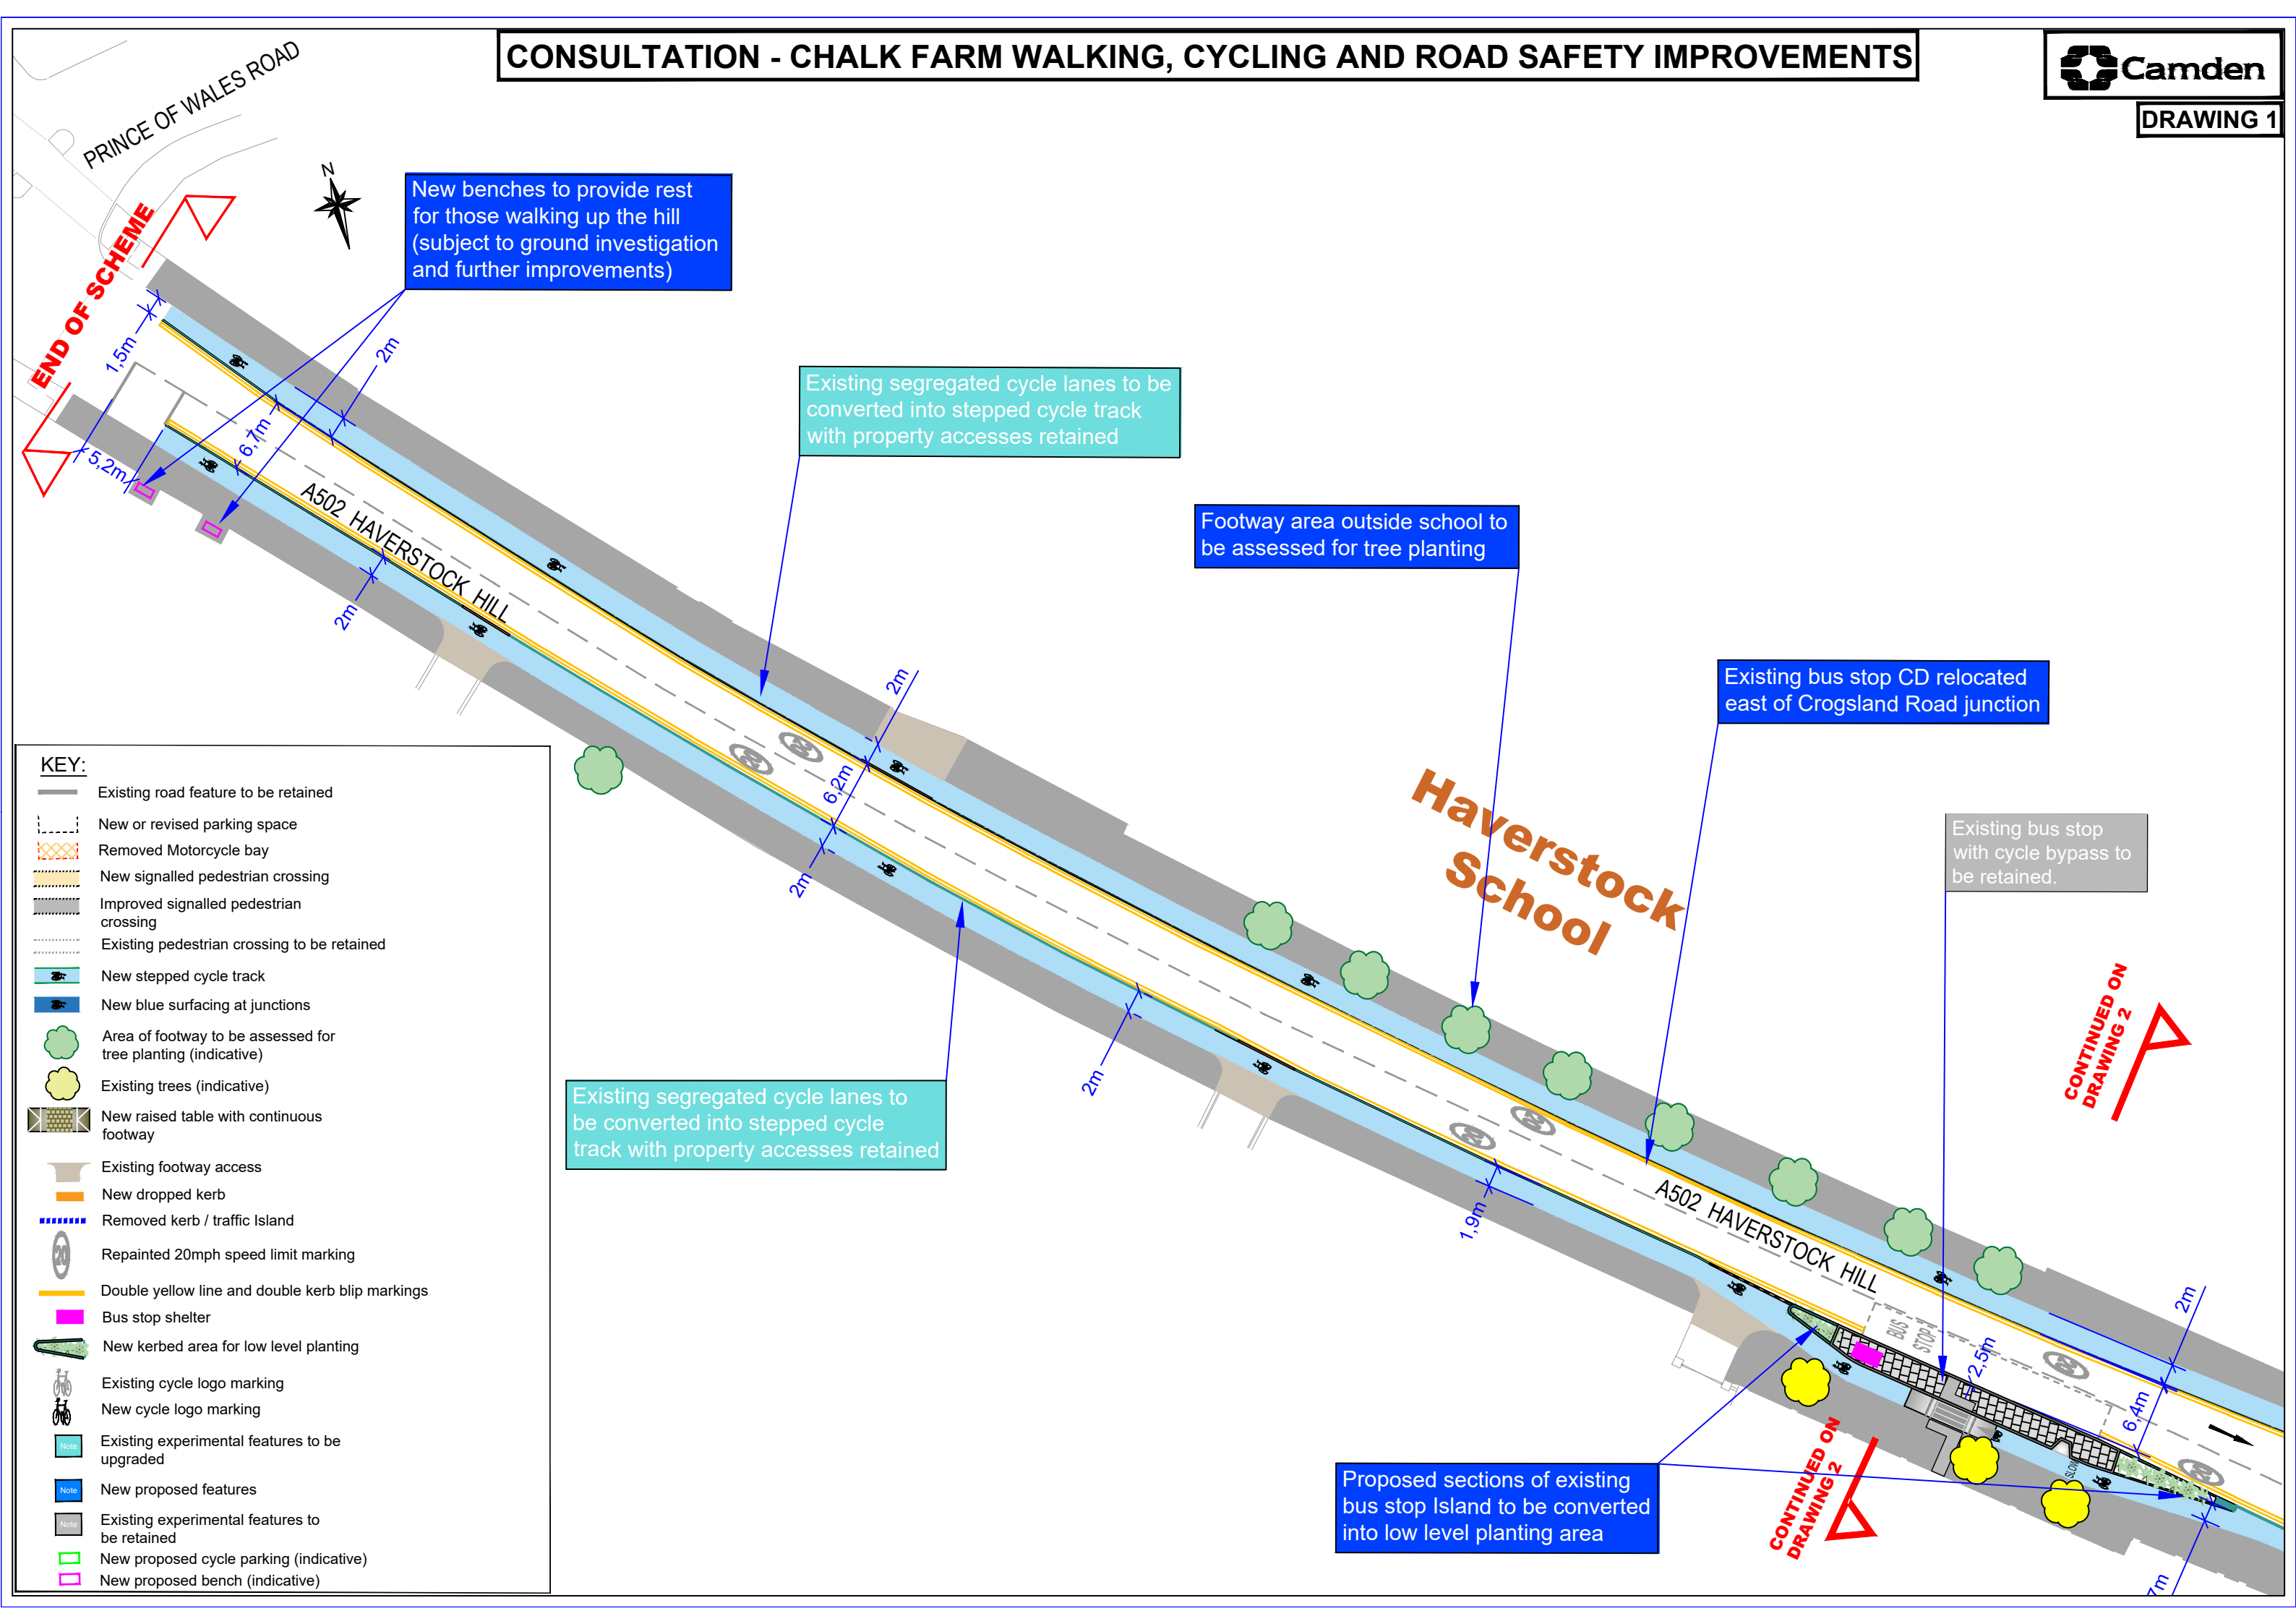 CONSULTATION - CHALK FARM WALKING, CYCLING AND ROAD SAFETY IMPROVEMENTS
Camden
DRAWING 1
PRINCE OF WALES ROAD
N
END OF SCHEME
New benches to provide rest
for those walking up the hill
(subject to ground investigation
and further improvements)
1,5m
2m
5,2m
6,7m
2m
A502 HAVERSTOCK HILL
Existing segregated cycle lanes to be
converted into stepped cycle track
with property accesses retained
Footway area outside school to
be assessed for tree planting
Existing bus stop CD relocated
east of Crogsland Road junction
2m
6,2m
2m
20
20
Haverstock
School
Existing bus stop
with cycle bypass to
be retained.
CONTINUED ON
DRAWING 2
Existing segregated cycle lanes to
be converted into stepped cycle
track with property accesses retained
2m
20
20
1,9m
A502 HAVERSTOCK HILL
BUS
STOP
2,5m
20
2m
6,4m
20
SLOW
7m
CONTINUED ON
DRAWING 2
Proposed sections of existing
bus stop Island to be converted
into low level planting area
KEY:
Existing road feature to be retained
New or revised parking space
Removed Motorcycle bay
New signalled pedestrian crossing
Improved signalled pedestrian
crossing
Existing pedestrian crossing to be retained
New stepped cycle track
New blue surfacing at junctions
Area of footway to be assessed for
tree planting (indicative)
Existing trees (indicative)
New raised table with continuous
footway
Existing footway access
New dropped kerb
Removed kerb / traffic Island
20
Repainted 20mph speed limit marking
Double yellow line and double kerb blip markings
Bus stop shelter
New kerbed area for low level planting
Existing cycle logo marking
New cycle logo marking
Note
Existing experimental features to be
upgraded
Note
New proposed features
Note
Existing experimental features to
be retained
New proposed cycle parking (indicative)
New proposed bench (indicative)